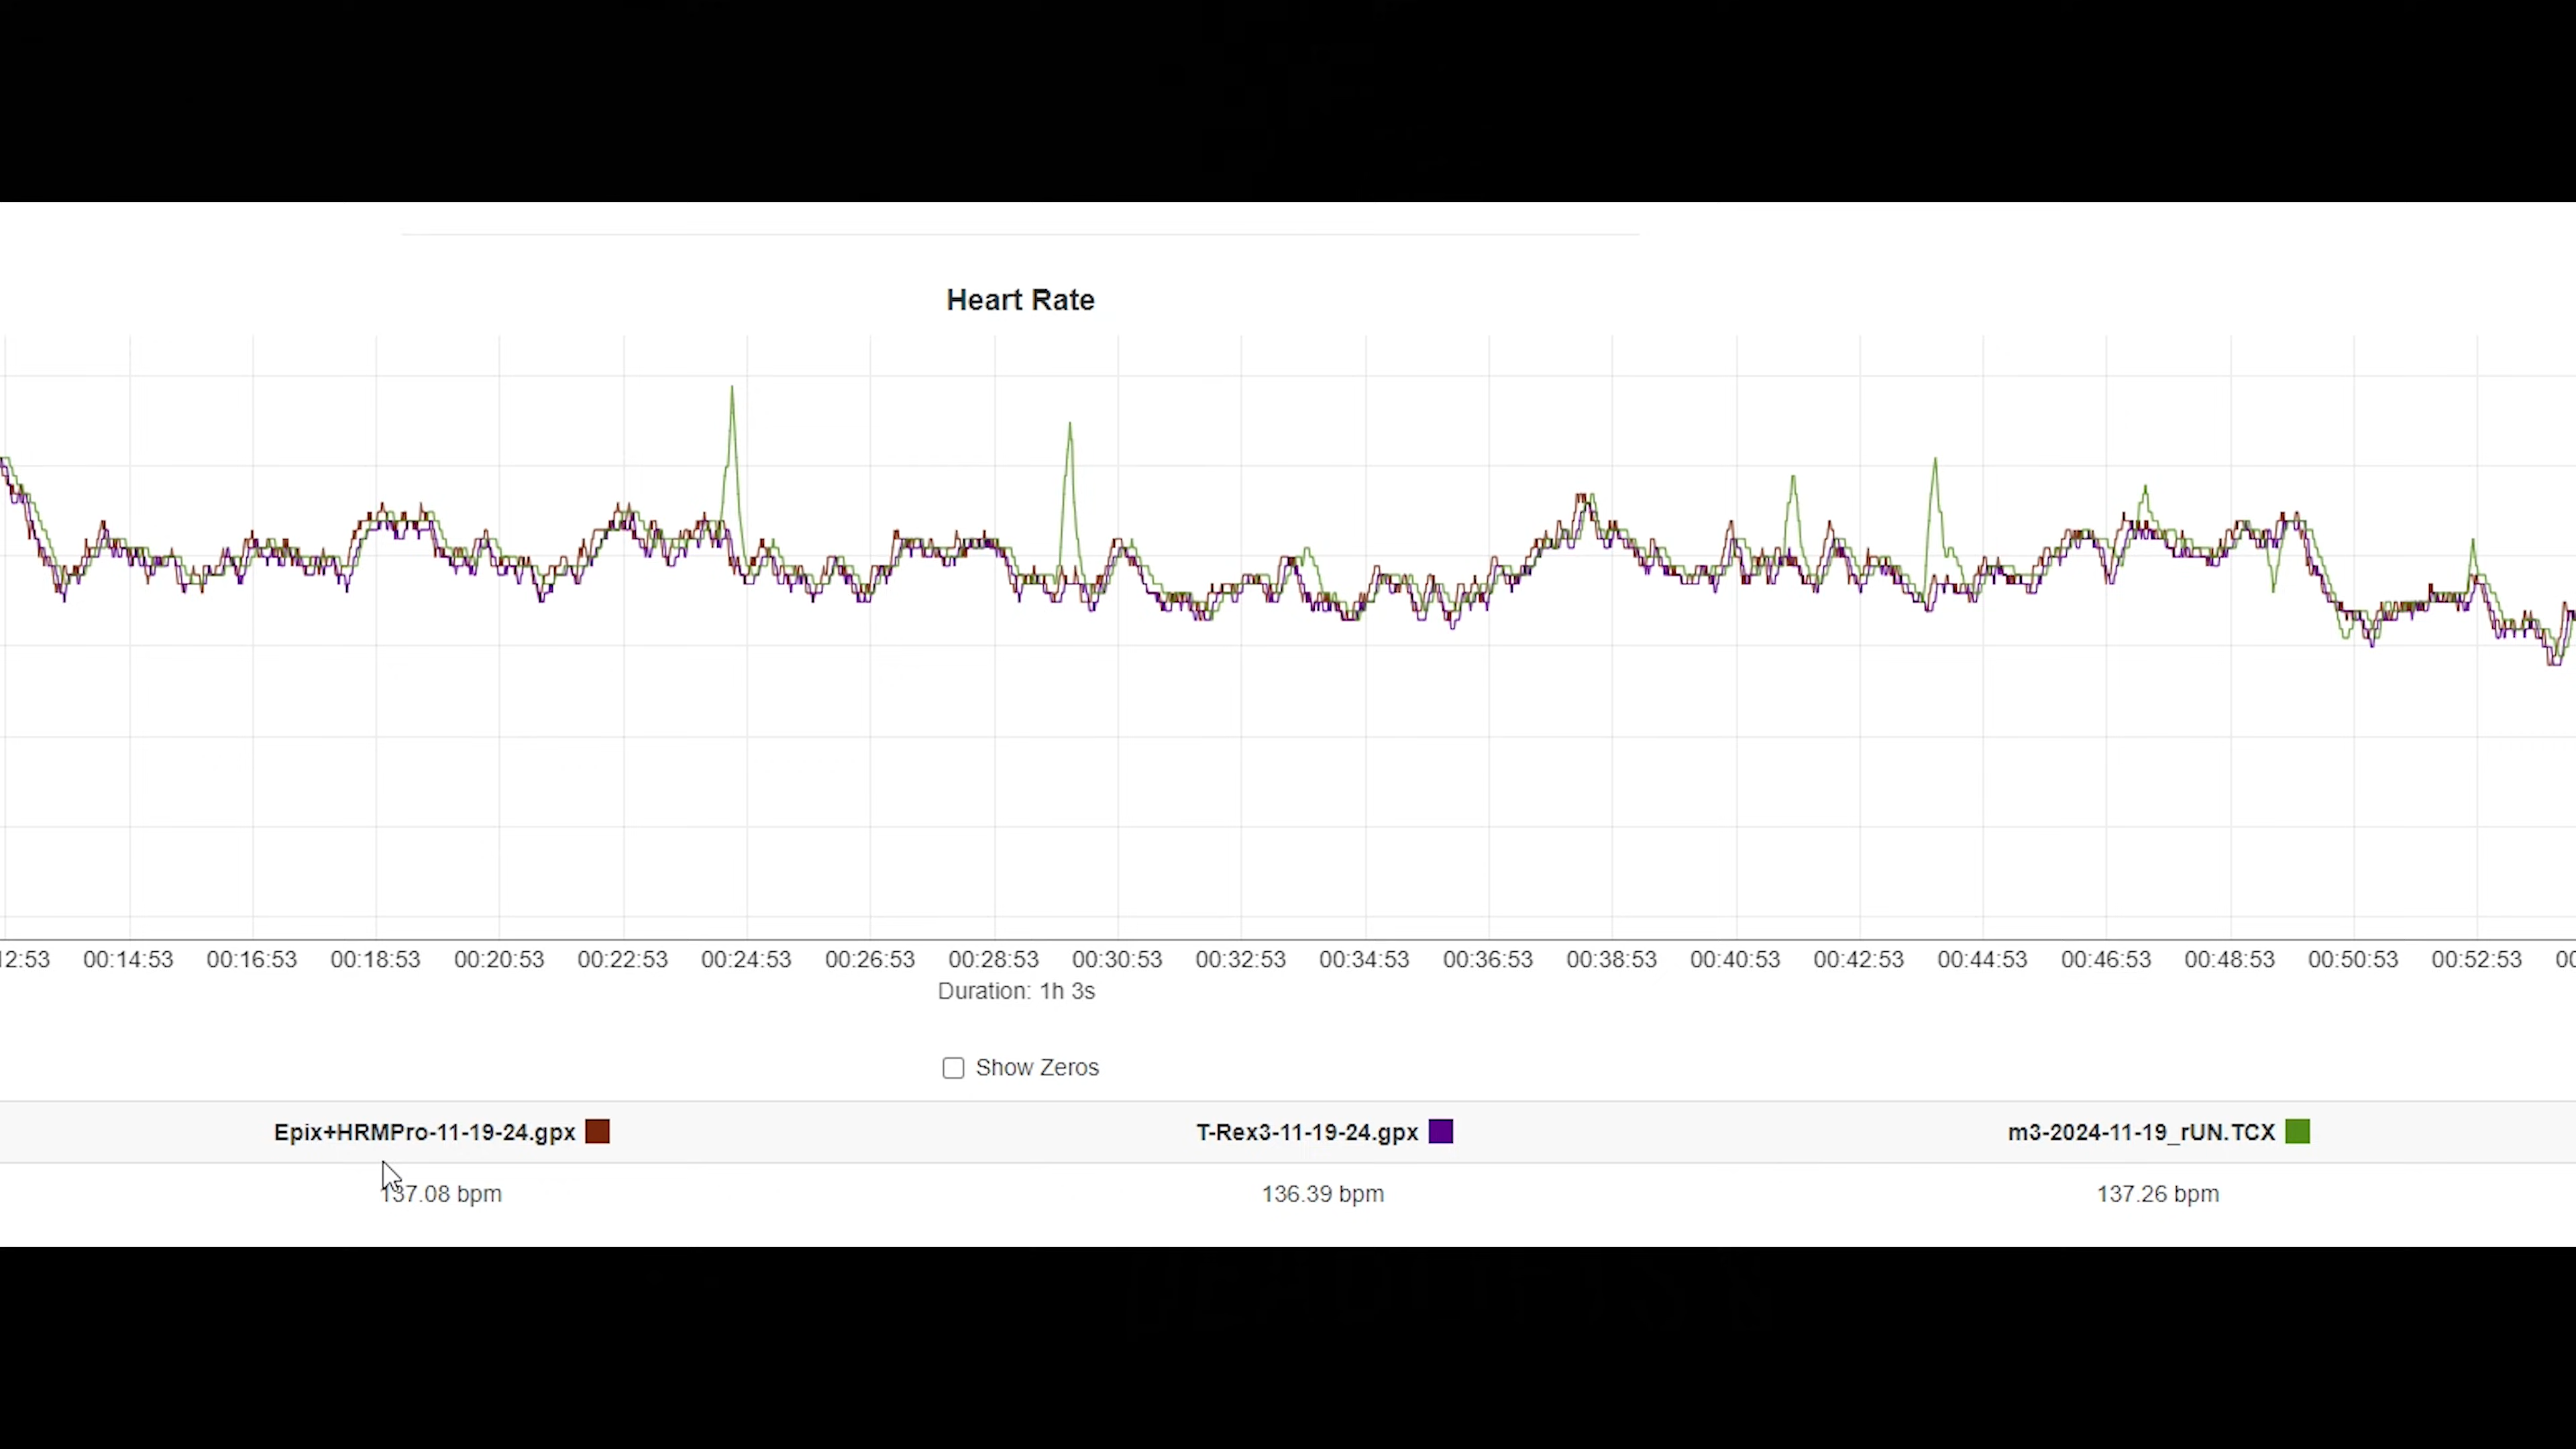 Heart Rate
12:53 00:14:53 00:16:53 00:18:53 00:20:53 00:22:53 00:24:53 00:26:53 00:28:53 00:30:53 00:32:53 00:34:53 00:36:53 00:38:53 00:40:53 00:42:53 00:44:53 00:46:53 00:48:53 00:50:53 00:52:53 00
Duration: 1h 3s
Show Zeros
Epix+HRMPro-11-19-24.gpx T-Rex3-11-19-24.gpx m3-2024-11-19_rUN.TCX
137.08 bpm 136.39 bpm 137.26 bpm